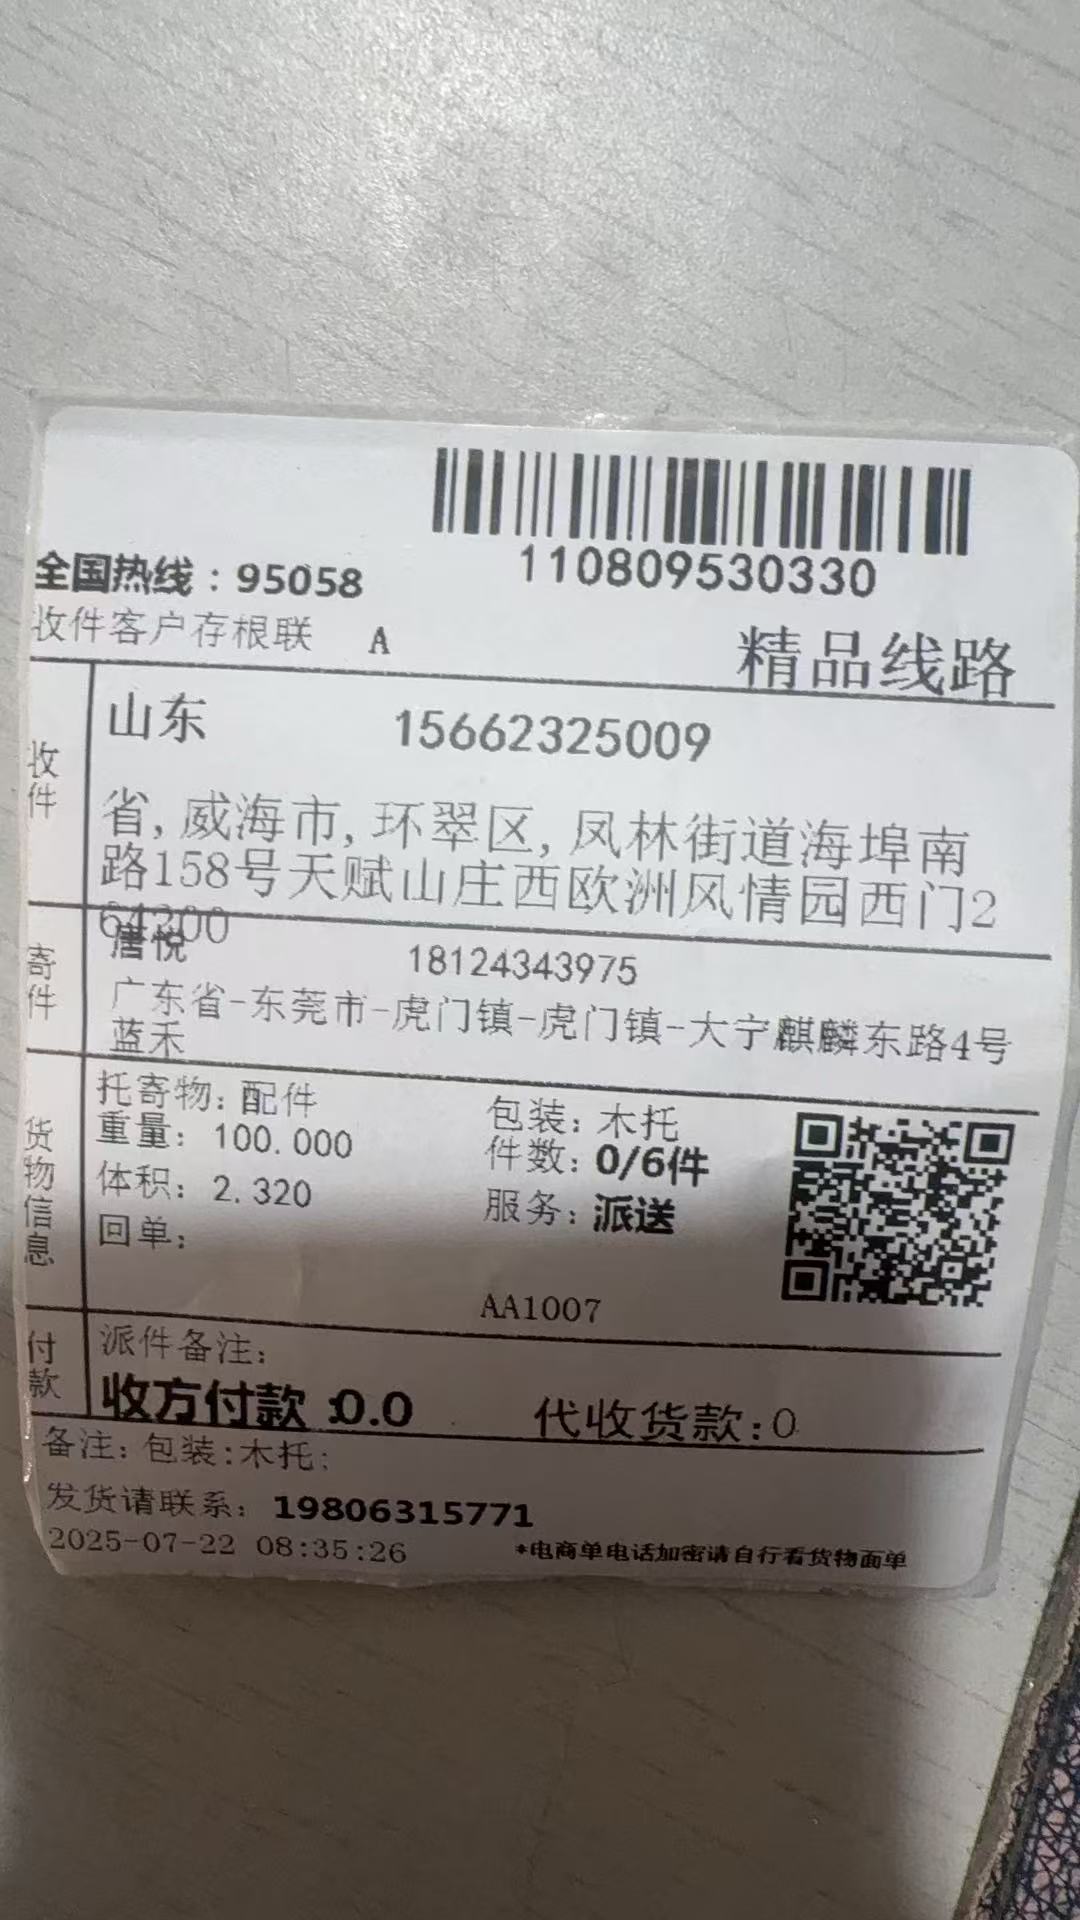 110809530330
全国热线：95058
收件客户存根联 A
精品线路
收件
山东 15662325009
省,威海市,环翠区,凤林街道海埠南
路158号天赋山庄西欧洲风情园西门2
64200
寄件
唐悦 18124343975
广东省-东莞市-虎门镇-虎门镇-大宁麒麟东路4号
蓝禾
货物信息
托寄物: 配件 包装: 木托
重量: 100.000 件数: 0/6件
体积: 2.320 服务: 派送
回单:
AA1007
付款
派件备注:
收方付款:0.0 代收货款:0
备注: 包装:木托;
发货请联系: 19806315771
2025-07-22 08:35:26 *电商单电话加密请自行看货物面单